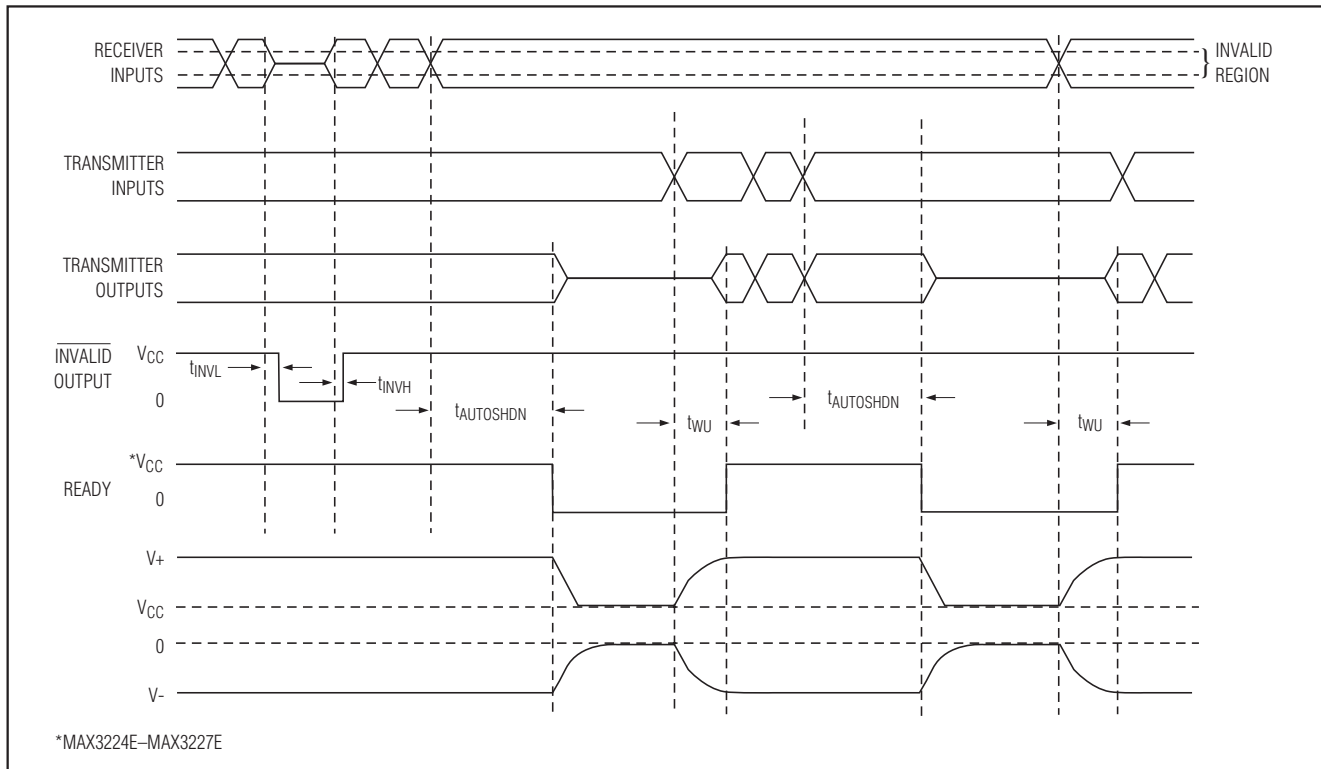 RECEIVER
INPUTS
} INVALID
REGION
TRANSMITTER
INPUTS
TRANSMITTER
OUTPUTS
INVALID
OUTPUT
VCC
0
tINVL
tINVH
tAUTOSHDN
tWU
tAUTOSHDN
tWU
READY
*VCC
0
V+
VCC
0
V-
*MAX3224E–MAX3227E